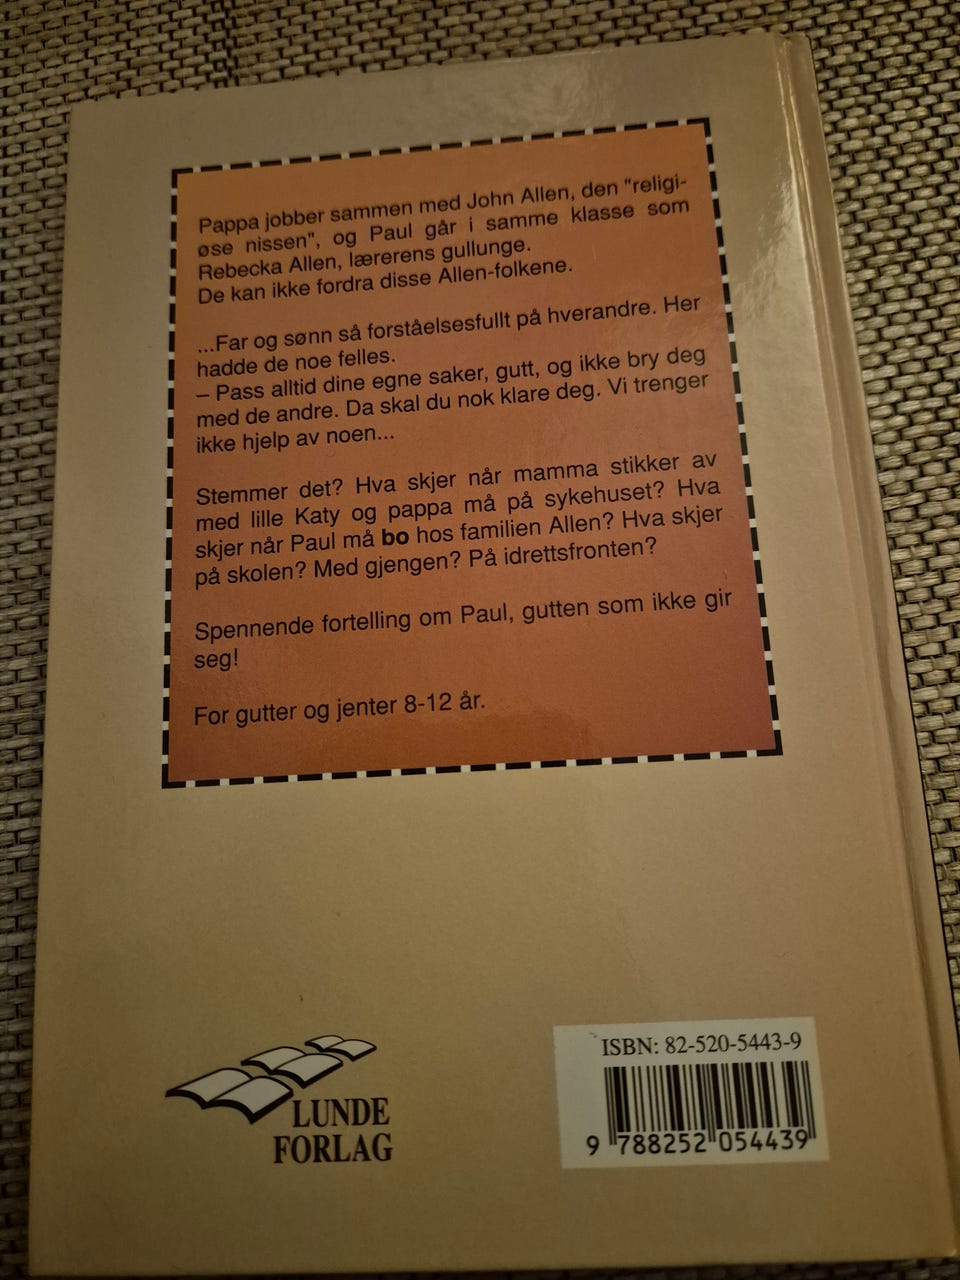 Pappa jobber sammen med John Allen, den "religi-
øse nissen", og Paul går i samme klasse som
Rebecka Allen, lærerens gullunge.
De kan ikke fordra disse Allen-folkene.
...Far og sønn så forståelsesfullt på hverandre. Her
hadde de noe felles.
– Pass alltid dine egne saker, gutt, og ikke bry deg
med de andre. Da skal du nok klare deg. Vi trenger
ikke hjelp av noen...
Stemmer det? Hva skjer når mamma stikker av
med lille Katy og pappa må på sykehuset? Hva
skjer når Paul må bo hos familien Allen? Hva skjer
på skolen? Med gjengen? På idrettsfronten?
Spennende fortelling om Paul, gutten som ikke gir
seg!
For gutter og jenter 8-12 år.
LUNDE
FORLAG
ISBN: 82-520-5443-9
9 788252 054439